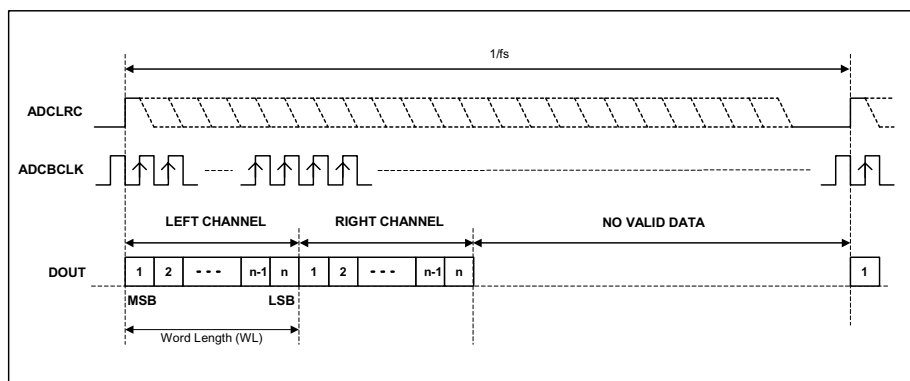 1/fs
ADCLRC
ADCBCLK
LEFT CHANNEL RIGHT CHANNEL NO VALID DATA
DOUT 1 2 - - - n-1 n 1 2 - - - n-1 n 1
MSB LSB
Word Length (WL)